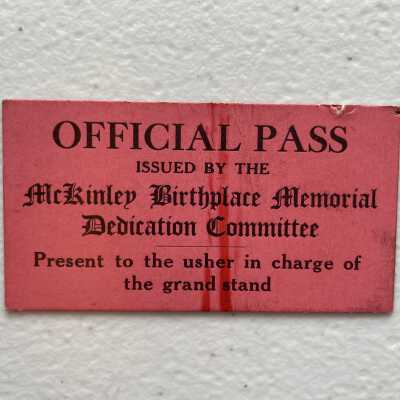 OFFICIAL PASS
ISSUED BY THE
McKinley Birthplace Memorial
Dedication Committee
Present to the usher in charge of
the grand stand